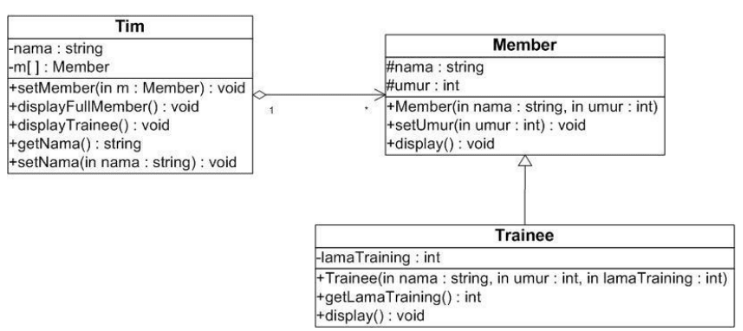 Tim
-nama : string
-m[ ] : Member
+setMember(in m : Member) : void
+displayFullMember() : void
+displayTrainee() : void
+getNama() : string
+setNama(in nama : string) : void
1
*
Member
#nama : string
#umur : int
+Member(in nama : string, in umur : int)
+setUmur(in umur : int) : void
+display() : void
Trainee
-lamaTraining : int
+Trainee(in nama : string, in umur : int, in lamaTraining : int)
+getLamaTraining() : int
+display() : void